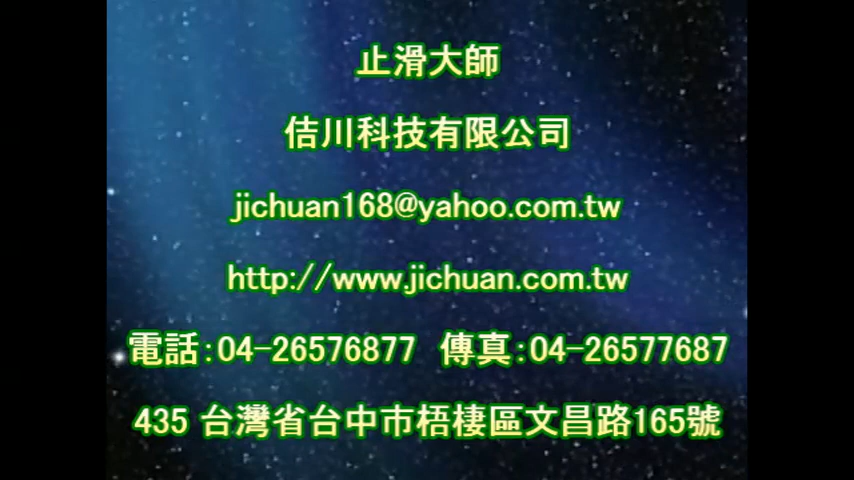 止滑大師
佶川科技有限公司
jichuan168@yahoo.com.tw
http://www.jichuan.com.tw
電話:04-26576877 傳真:04-26577687
435 台灣省台中市梧棲區文昌路165號